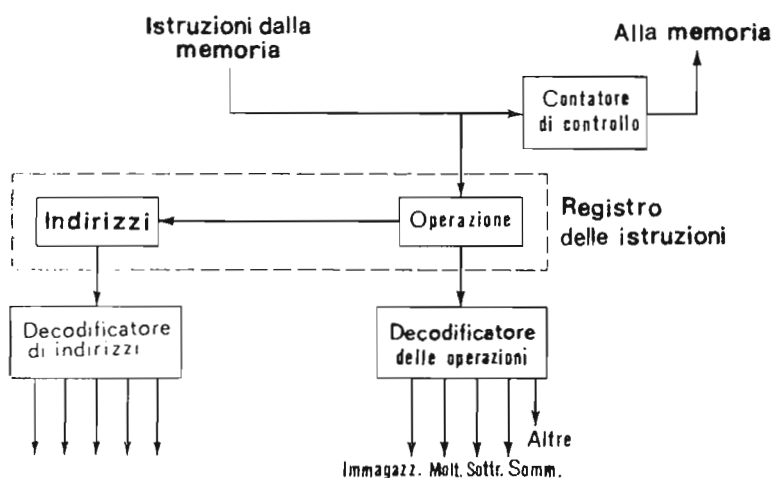 Istruzioni dalla
memoria
Alla memoria
Contatore
di controllo
Indirizzi
Operazione
Registro
delle istruzioni
Decodificatore
di indirizzi
Decodificatore
delle operazioni
Altre
Immagazz. Molt. Sottr. Somm.